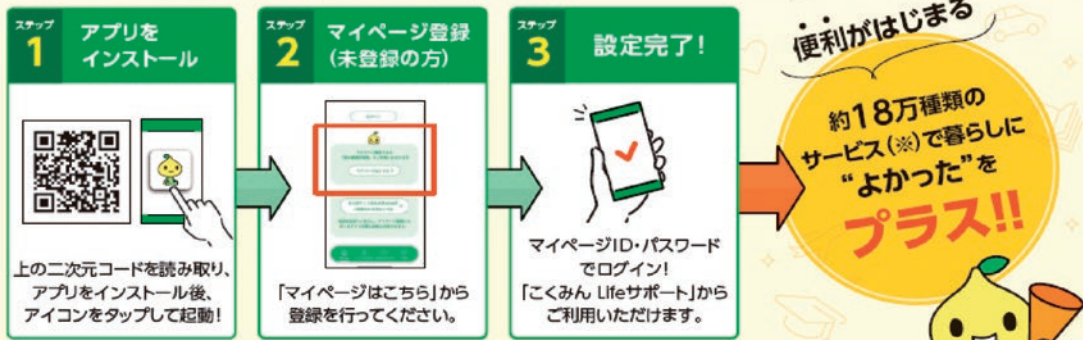 ステップ
1
アプリを
インストール
上の二次元コードを読み取り、
アプリをインストール後、
アイコンをタップして起動!
ステップ
2
マイページ登録
(未登録の方)
「マイページはこちら」から
登録を行ってください。
ステップ
3
設定完了!
マイページID・パスワード
でログイン!
「こくみん Lifeサポート」から
ご利用いただけます。
便利がはじまる
約18万種類の
サービス(※)で暮らしに
“よかった”を
プラス!!